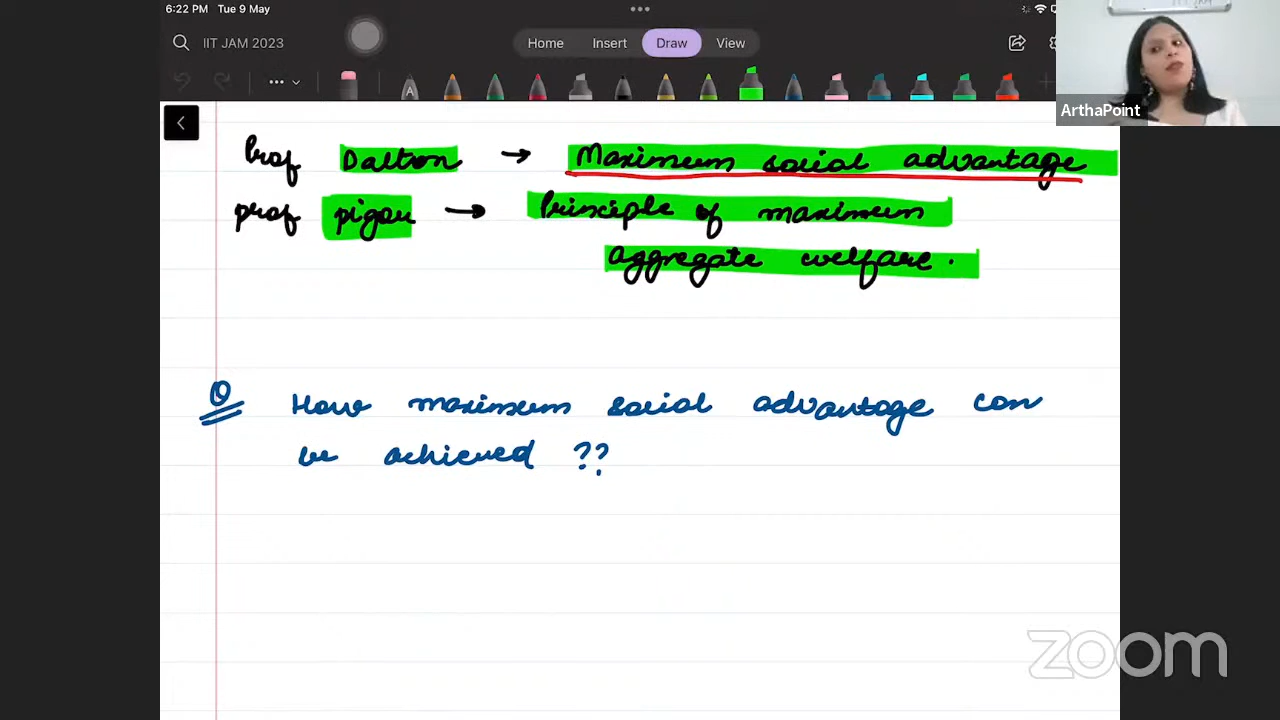 6:22 PM Tue 9 May
IIT JAM 2023
Home Insert Draw View
A
ArthaPoint
Prof Dalton → Maximum social advantage
prof pigou → Principle of maximum
aggregate welfare.
Q How maximum social advantage can
be achieved ??
zoom